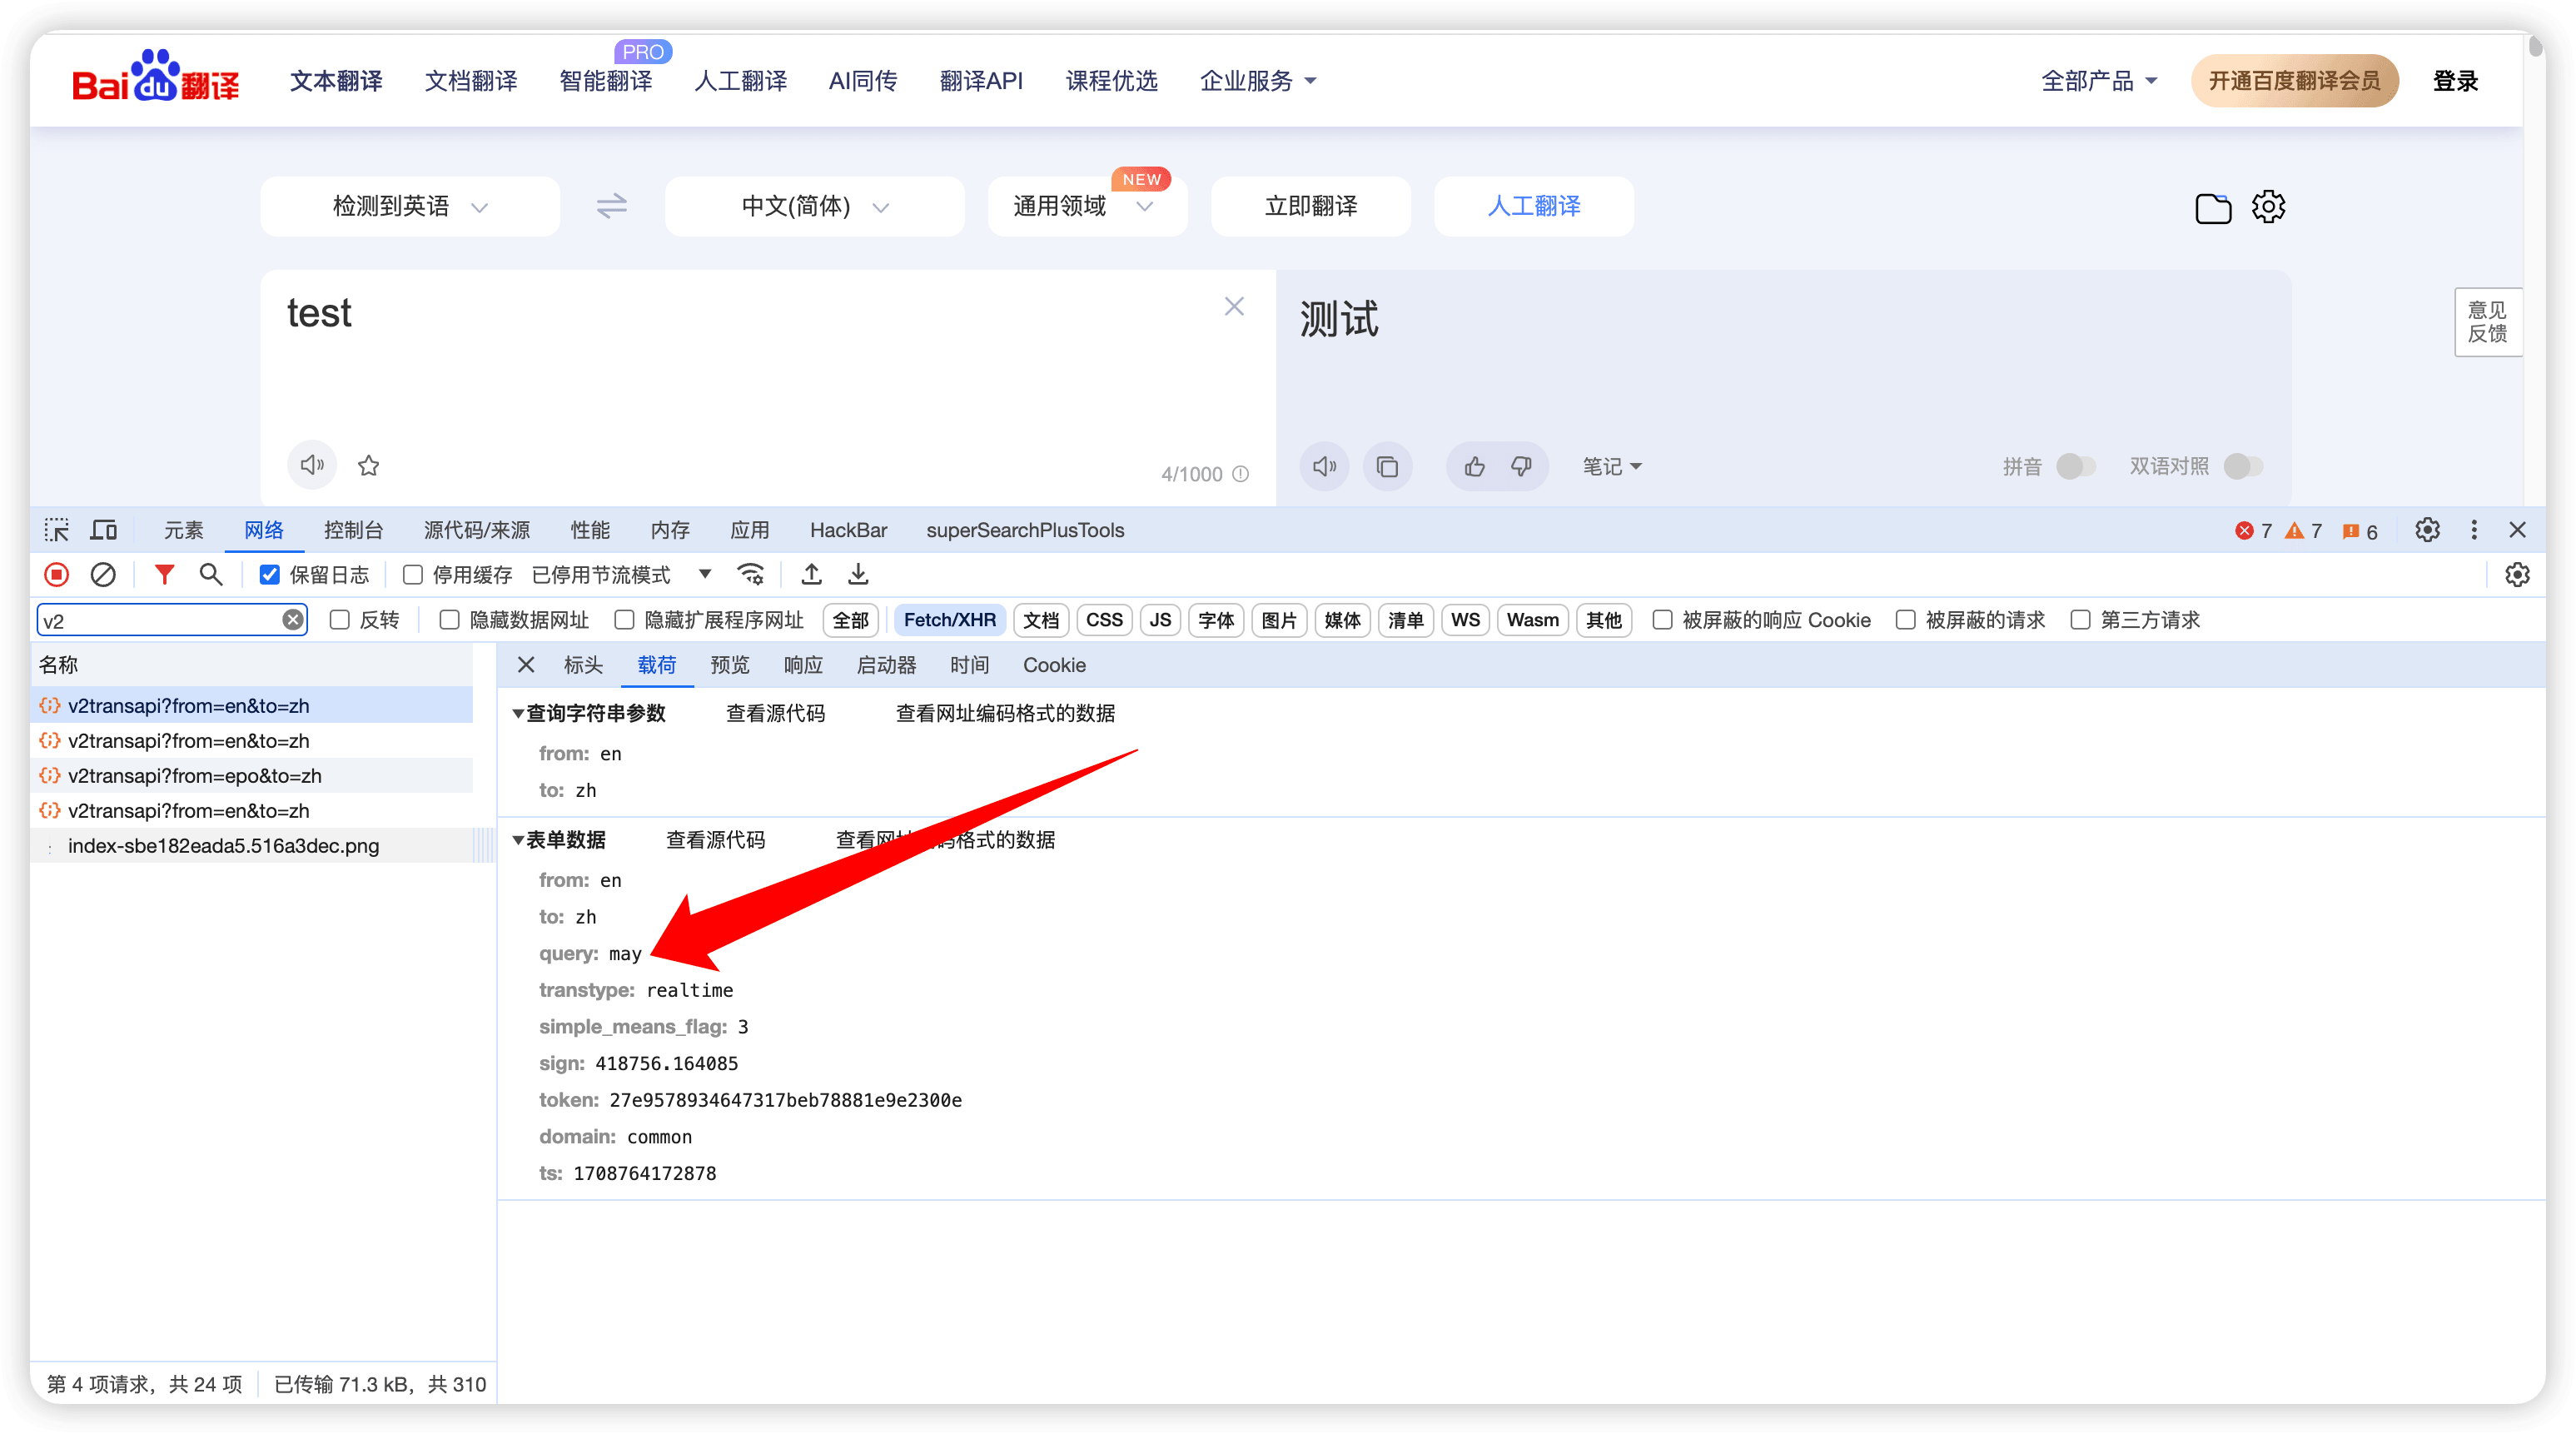 Baidu翻译 文本翻译 文档翻译 智能翻译 PRO 人工翻译 AI同传 翻译API 课程优选 企业服务 全部产品 开通百度翻译会员 登录
检测到英语 中文(简体) 通用领域 NEW 立即翻译 人工翻译
test
测试
意见
反馈
4/1000
笔记 拼音 双语对照
元素 网络 控制台 源代码/来源 性能 内存 应用 HackBar superSearchPlusTools 7 7 6
保留日志 停用缓存 已停用节流模式
v2 反转 隐藏数据网址 隐藏扩展程序网址 全部 Fetch/XHR 文档 CSS JS 字体 图片 媒体 清单 WS Wasm 其他 被屏蔽的响应 Cookie 被屏蔽的请求 第三方请求
名称
v2transapi?from=en&to=zh
v2transapi?from=en&to=zh
v2transapi?from=epo&to=zh
v2transapi?from=en&to=zh
index-sbe182eada5.516a3dec.png
标头 载荷 预览 响应 启动器 时间 Cookie
查询字符串参数 查看源代码 查看网址编码格式的数据
from: en
to: zh
表单数据 查看源代码 查看网 码格式的数据
from: en
to: zh
query: may
transtype: realtime
simple_means_flag: 3
sign: 418756.164085
token: 27e9578934647317beb78881e9e2300e
domain: common
ts: 1708764172878
第 4 项请求，共 24 项 已传输 71.3 kB，共 310